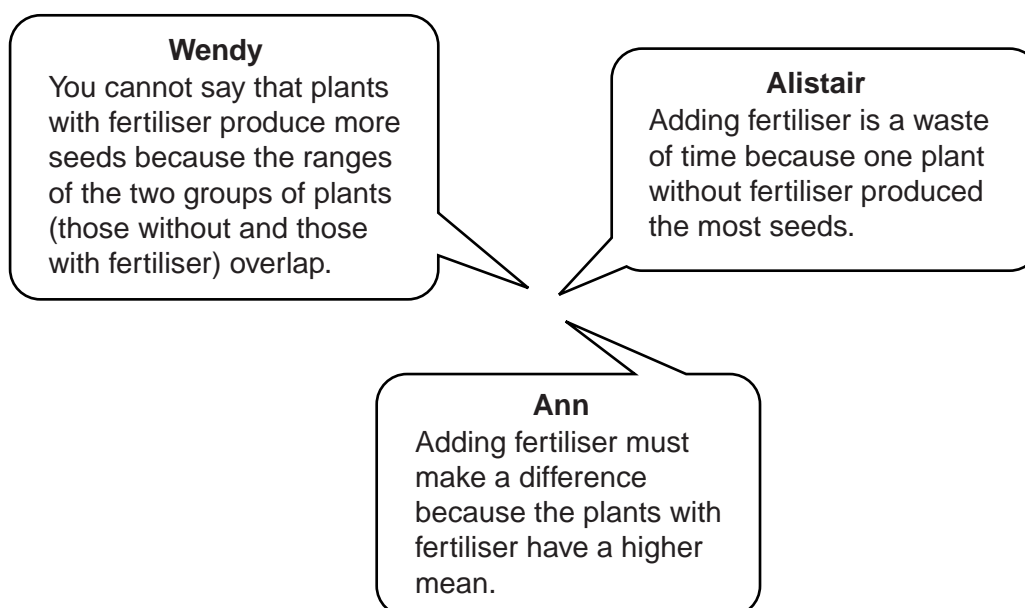 Wendy
You cannot say that plants
with fertiliser produce more
seeds because the ranges
of the two groups of plants
(those without and those
with fertiliser) overlap.
Alistair
Adding fertiliser is a waste
of time because one plant
without fertiliser produced
the most seeds.
Ann
Adding fertiliser must
make a difference
because the plants with
fertiliser have a higher
mean.